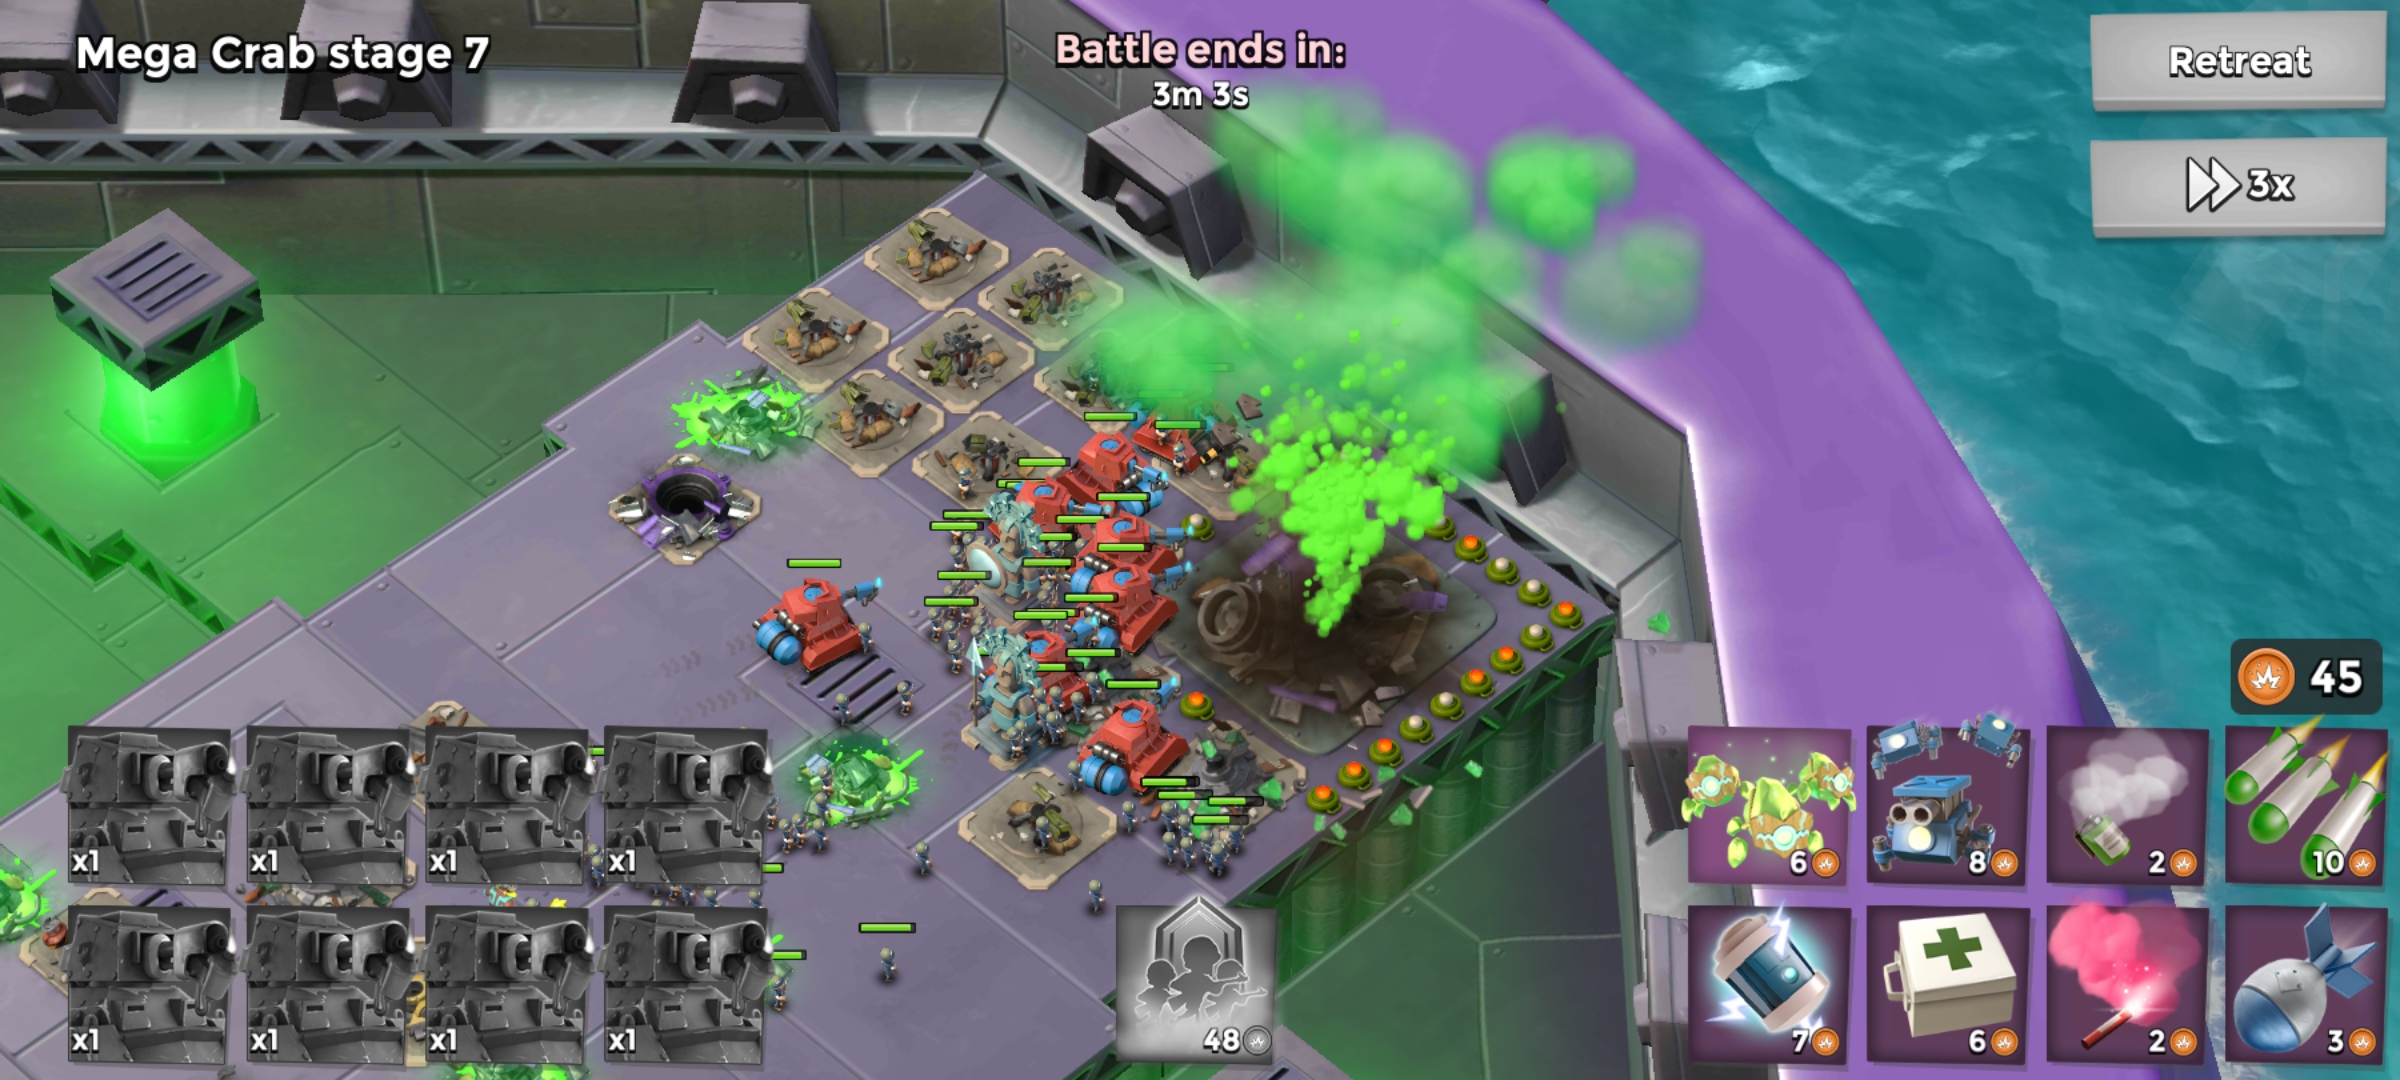 Mega Crab stage 7
Battle ends in:
3m 3s
Retreat
3x
45
x1
x1
x1
x1
6
8
2
10
x1
x1
x1
x1
48
7
6
2
3